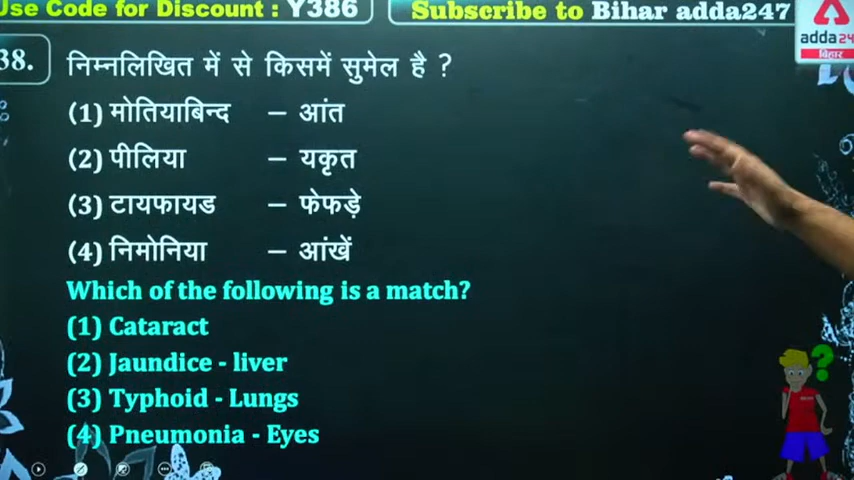 Use Code for Discount : Y386
Subscribe to Bihar adda247
adda24
बिहार
38. निम्नलिखित में से किसमें सुमेल है ?
(1) मोतियाबिन्द – आंत
(2) पीलिया – यकृत
(3) टायफायड – फेफड़े
(4) निमोनिया – आंखें
Which of the following is a match?
(1) Cataract
(2) Jaundice - liver
(3) Typhoid - Lungs
(4) Pneumonia - Eyes